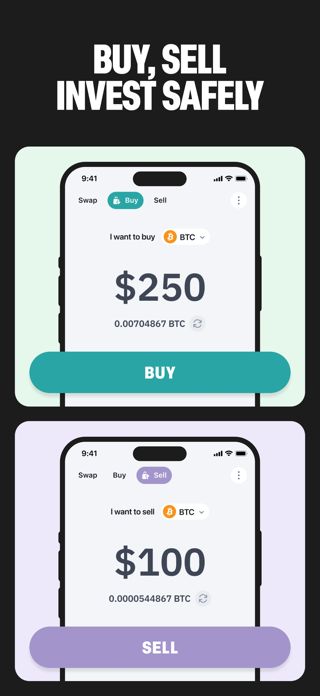 BUY, SELL
INVEST SAFELY
9:41
Swap Buy Sell
I want to buy BTC
$250
0.00704867 BTC
BUY
9:41
Swap Buy Sell
I want to sell BTC
$100
0.0000544867 BTC
SELL